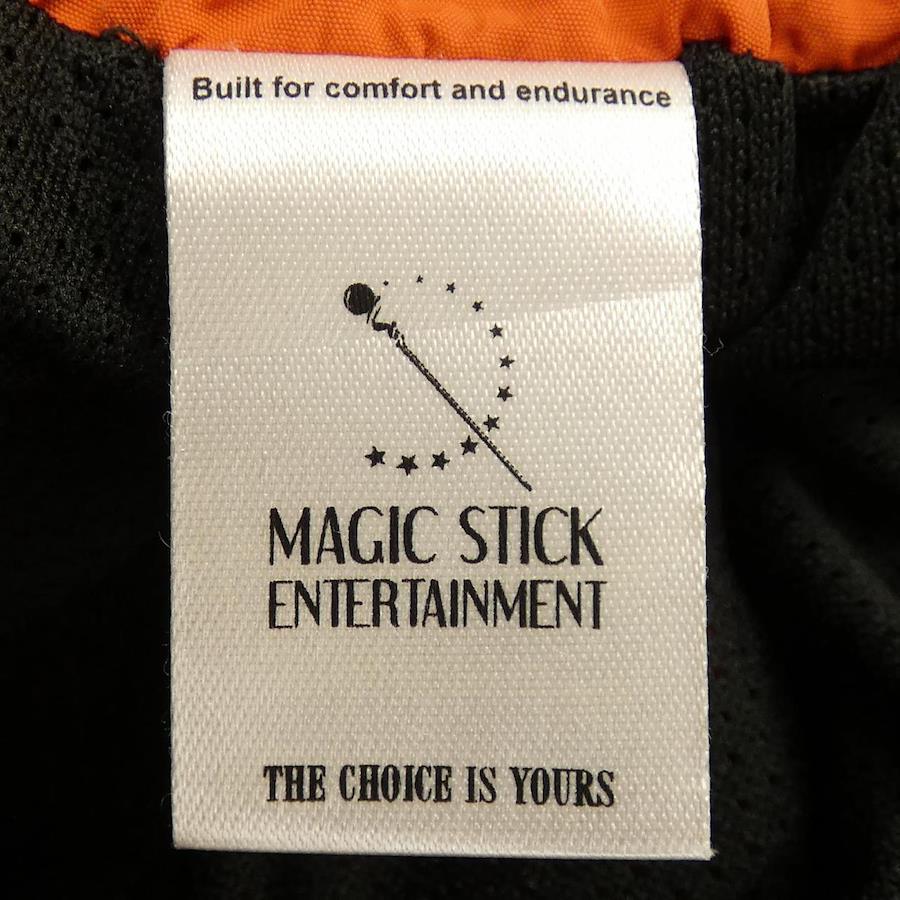 Built for comfort and endurance
MAGIC STICK
ENTERTAINMENT
THE CHOICE IS YOURS